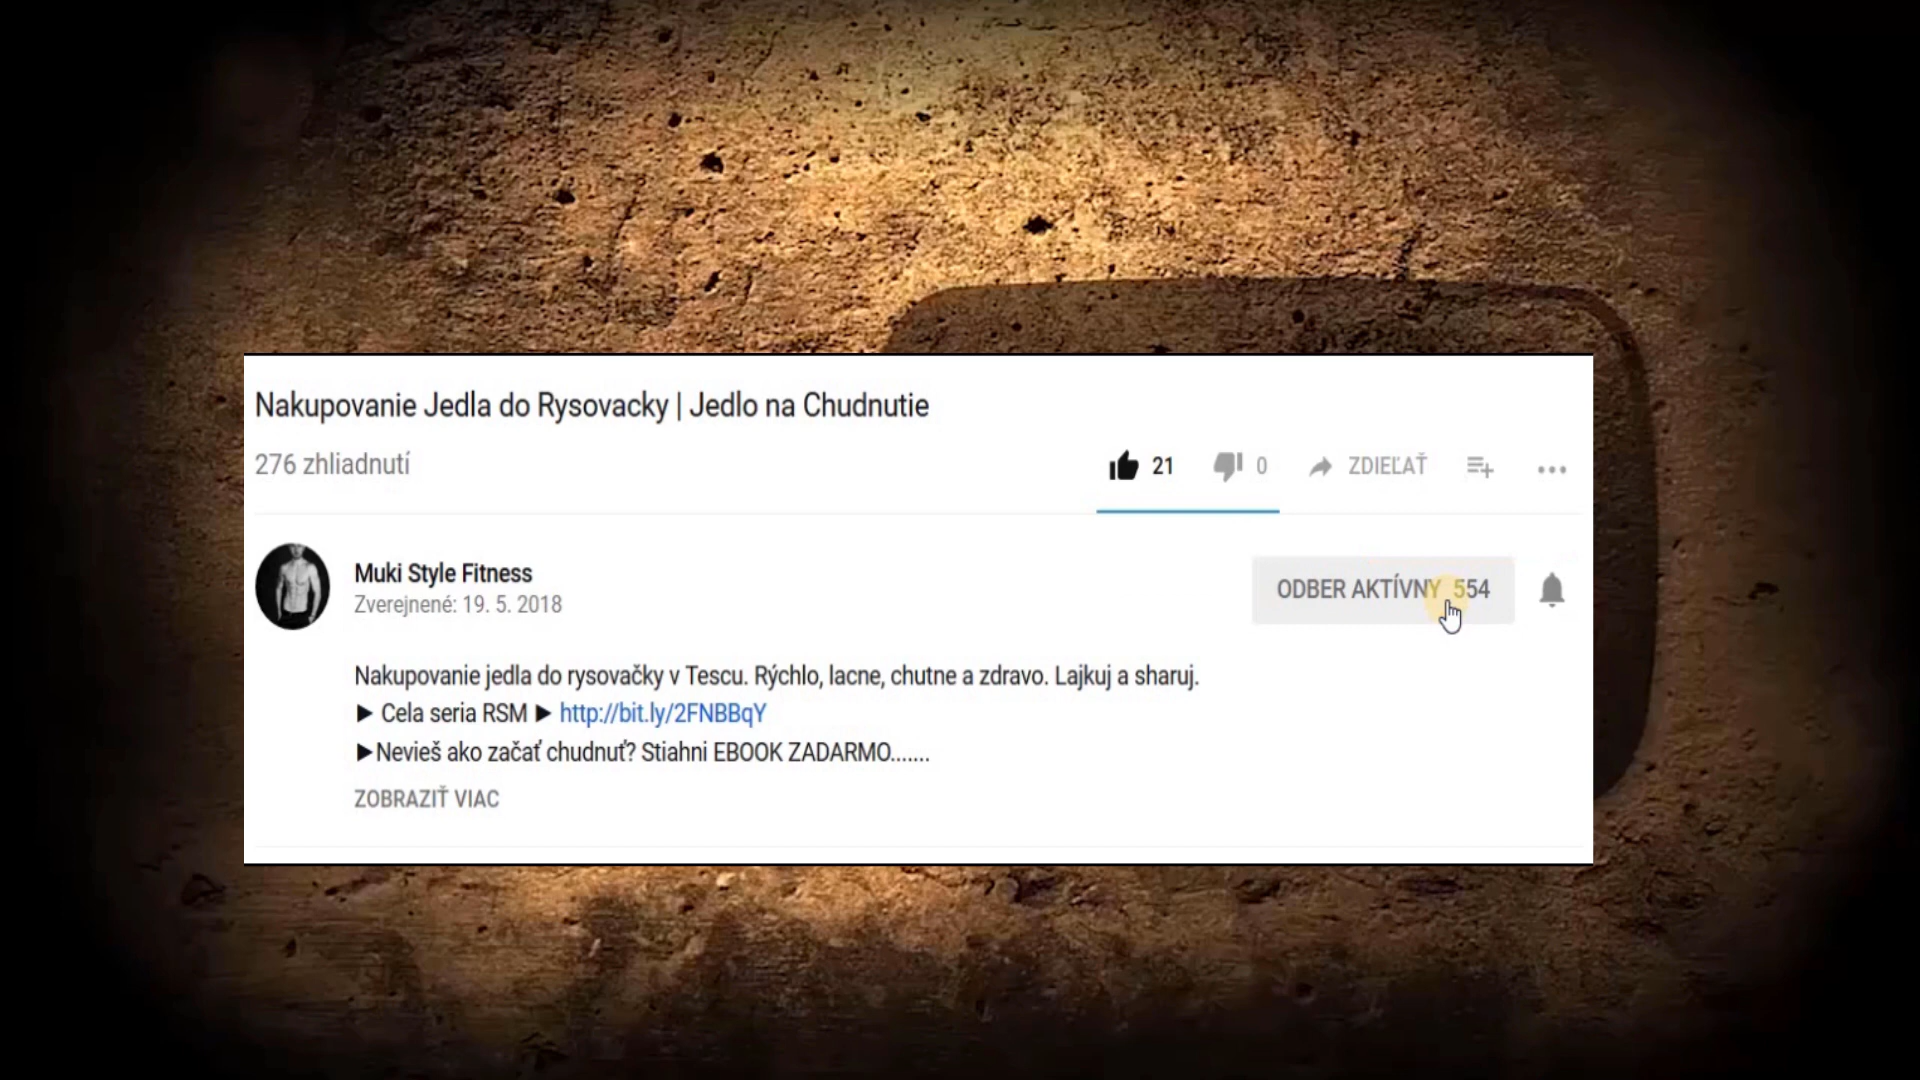 Nakupovanie Jedla do Rysovacky | Jedlo na Chudnutie
276 zhliadnutí
21 0 ZDIEĽAŤ
Muki Style Fitness
Zverejnené: 19. 5. 2018
ODBER AKTÍVNY 554
Nakupovanie jedla do rysovačky v Tescu. Rýchlo, lacne, chutne a zdravo. Lajkuj a sharuj.
► Cela seria RSM ► http://bit.ly/2FNBBqY
►Nevieš ako začať chudnuť? Stiahni EBOOK ZADARMO.......
ZOBRAZIŤ VIAC